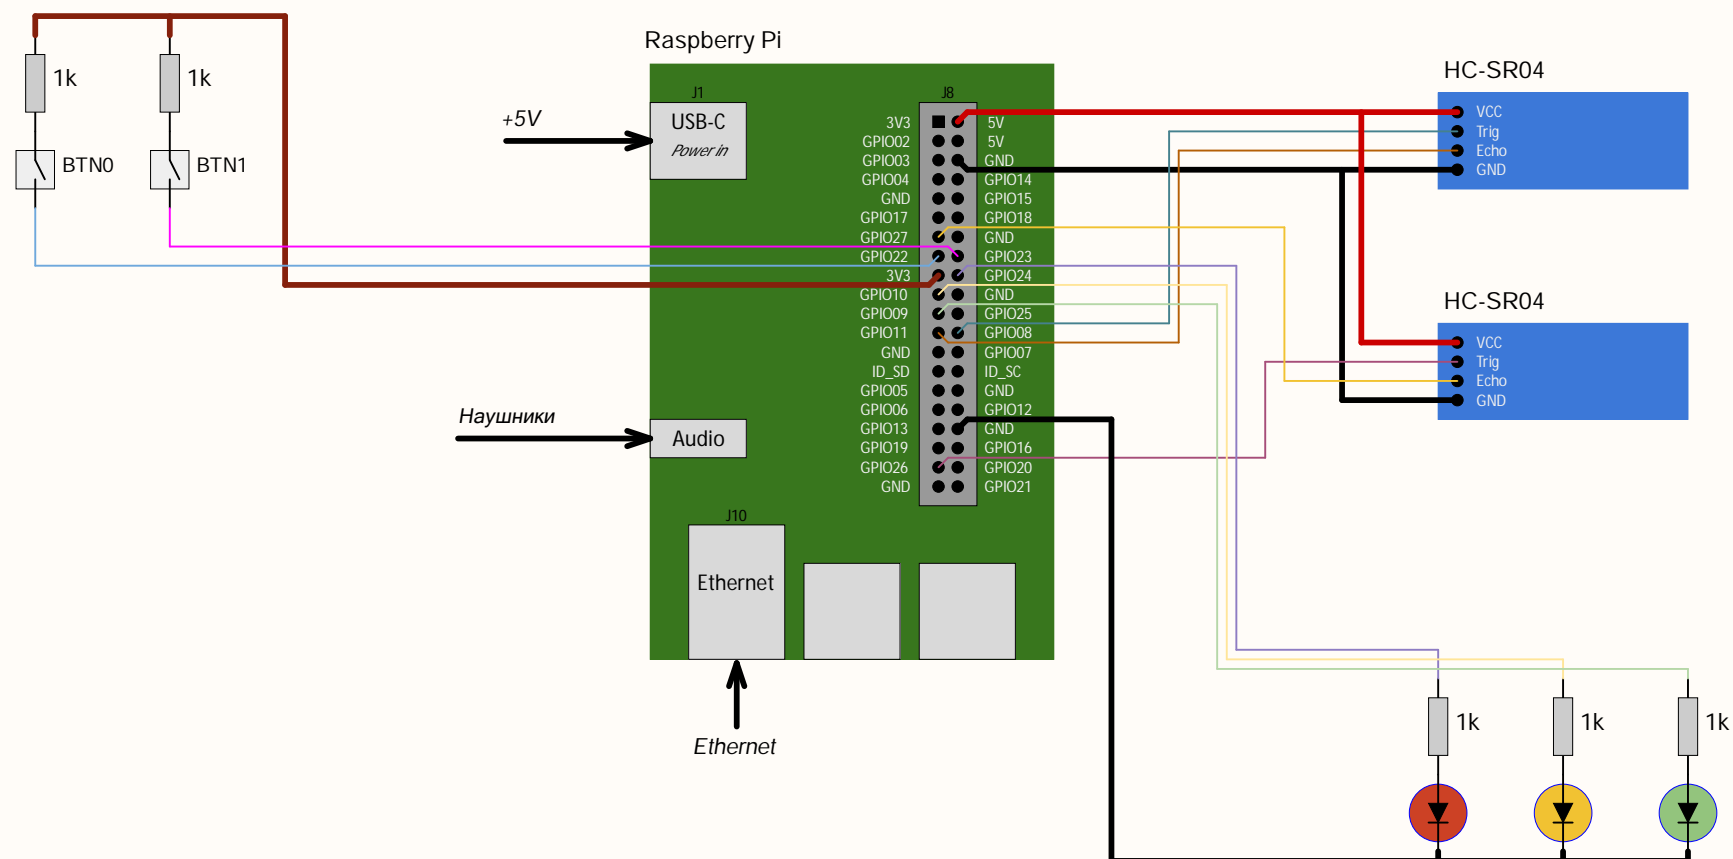 Raspberry Pi
1k
1k
BTN0
BTN1
+5V
J1
USB-C
Power in
J8
3V3 5V
GPIO02 5V
GPIO03 GND
GPIO04 GPIO14
GND GPIO15
GPIO17 GPIO18
GPIO27 GND
GPIO22 GPIO23
3V3 GPIO24
GPIO10 GND
GPIO09 GPIO25
GPIO11 GPIO08
GND GPIO07
ID_SD ID_SC
GPIO05 GND
GPIO06 GPIO12
GPIO13 GND
GPIO19 GPIO16
GPIO26 GPIO20
GND GPIO21
Наушники
Audio
J10
Ethernet
Ethernet
HC-SR04
VCC
Trig
Echo
GND
HC-SR04
VCC
Trig
Echo
GND
1k
1k
1k